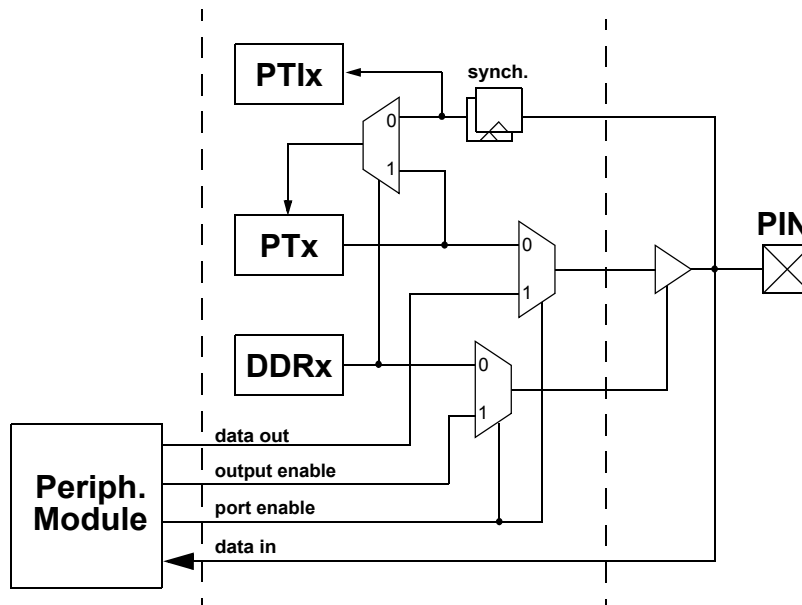 PTIx
synch.
0
1
PTx
PIN
0
1
DDRx
0
1
data out
output enable
Periph.
Module
port enable
data in